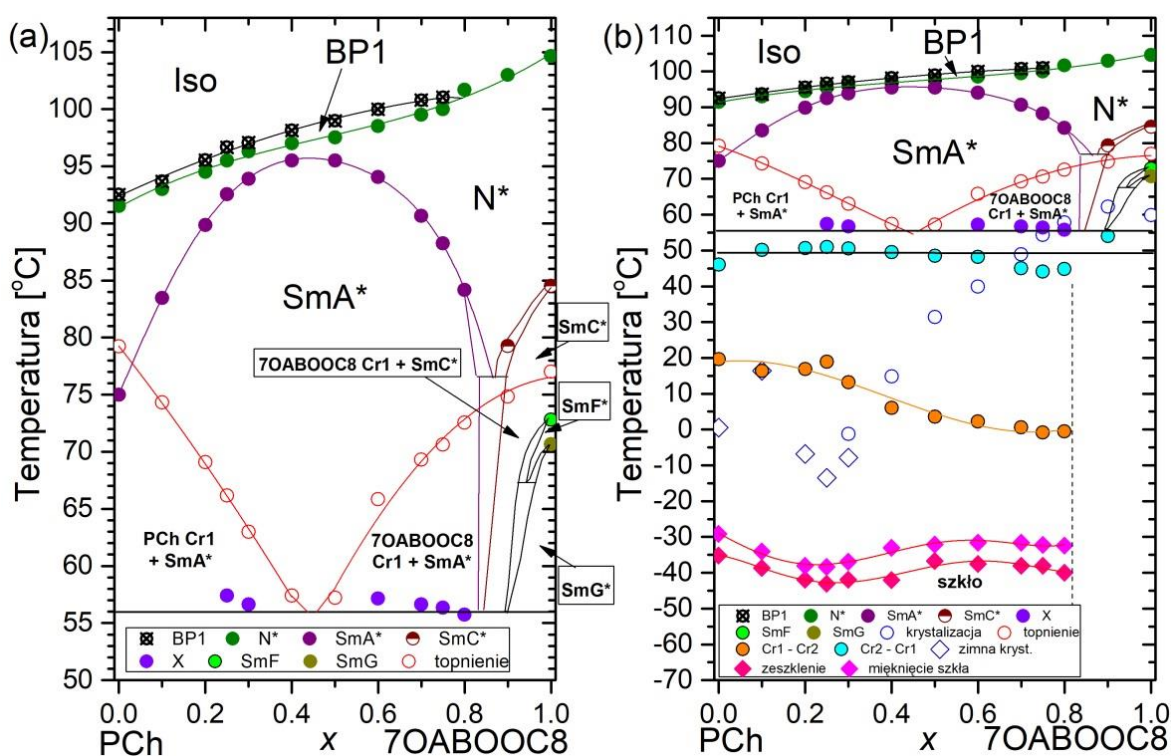 (a)
Temperatura [°C]
105
100
95
90
85
80
75
70
65
60
55
50
Iso
BP1
N*
SmA*
SmC*
7OABOOC8 Cr1 + SmC*
SmF*
SmG*
PCh Cr1
+ SmA*
7OABOOC8
Cr1 + SmA*
BP1 N* SmA* SmC*
X SmF SmG topnienie
0.0 0.2 0.4 0.6 0.8 1.0
PCh x 7OABOOC8
(b)
Temperatura [°C]
110
100
90
80
70
60
50
40
30
20
10
0
-10
-20
-30
-40
-50
-60
-70
Iso
BP1
N*
SmA*
PCh Cr1
+ SmA*
7OABOOC8
Cr1 + SmA*
szkło
BP1 N* SmA* SmC* X
SmF SmG krystalizacja topnienie
Cr1 - Cr2 Cr2 - Cr1 zimna kryst.
zeszklenie mięknięcie szkła
0.0 0.2 0.4 0.6 0.8 1.0
PCh x 7OABOOC8